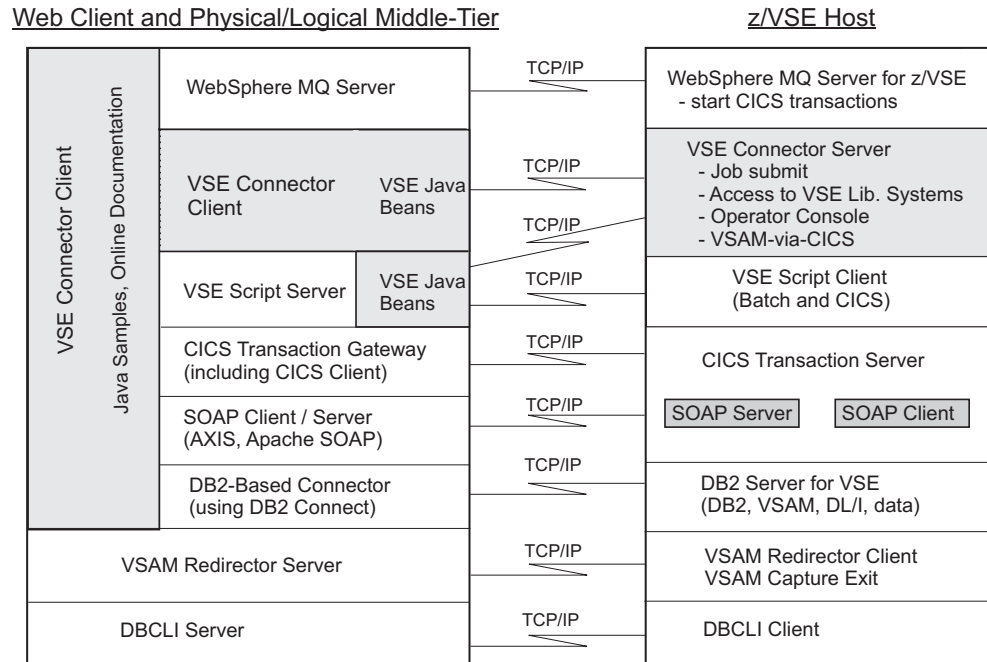 Web Client and Physical/Logical Middle-Tier
z/VSE Host
VSE Connector Client
Java Samples, Online Documentation
WebSphere MQ Server
TCP/IP
WebSphere MQ Server for z/VSE
- start CICS transactions
VSE Connector
Client
VSE Java
Beans
TCP/IP
VSE Connector Server
- Job submit
- Access to VSE Lib. Systems
- Operator Console
- VSAM-via-CICS
TCP/IP
VSE Script Server
VSE Java
Beans
TCP/IP
VSE Script Client
(Batch and CICS)
CICS Transaction Gateway
(including CICS Client)
TCP/IP
CICS Transaction Server
SOAP Client / Server
(AXIS, Apache SOAP)
TCP/IP
SOAP Server
SOAP Client
DB2-Based Connector
(using DB2 Connect)
TCP/IP
DB2 Server for VSE
(DB2, VSAM, DL/I, data)
VSAM Redirector Server
TCP/IP
VSAM Redirector Client
VSAM Capture Exit
DBCLI Server
TCP/IP
DBCLI Client